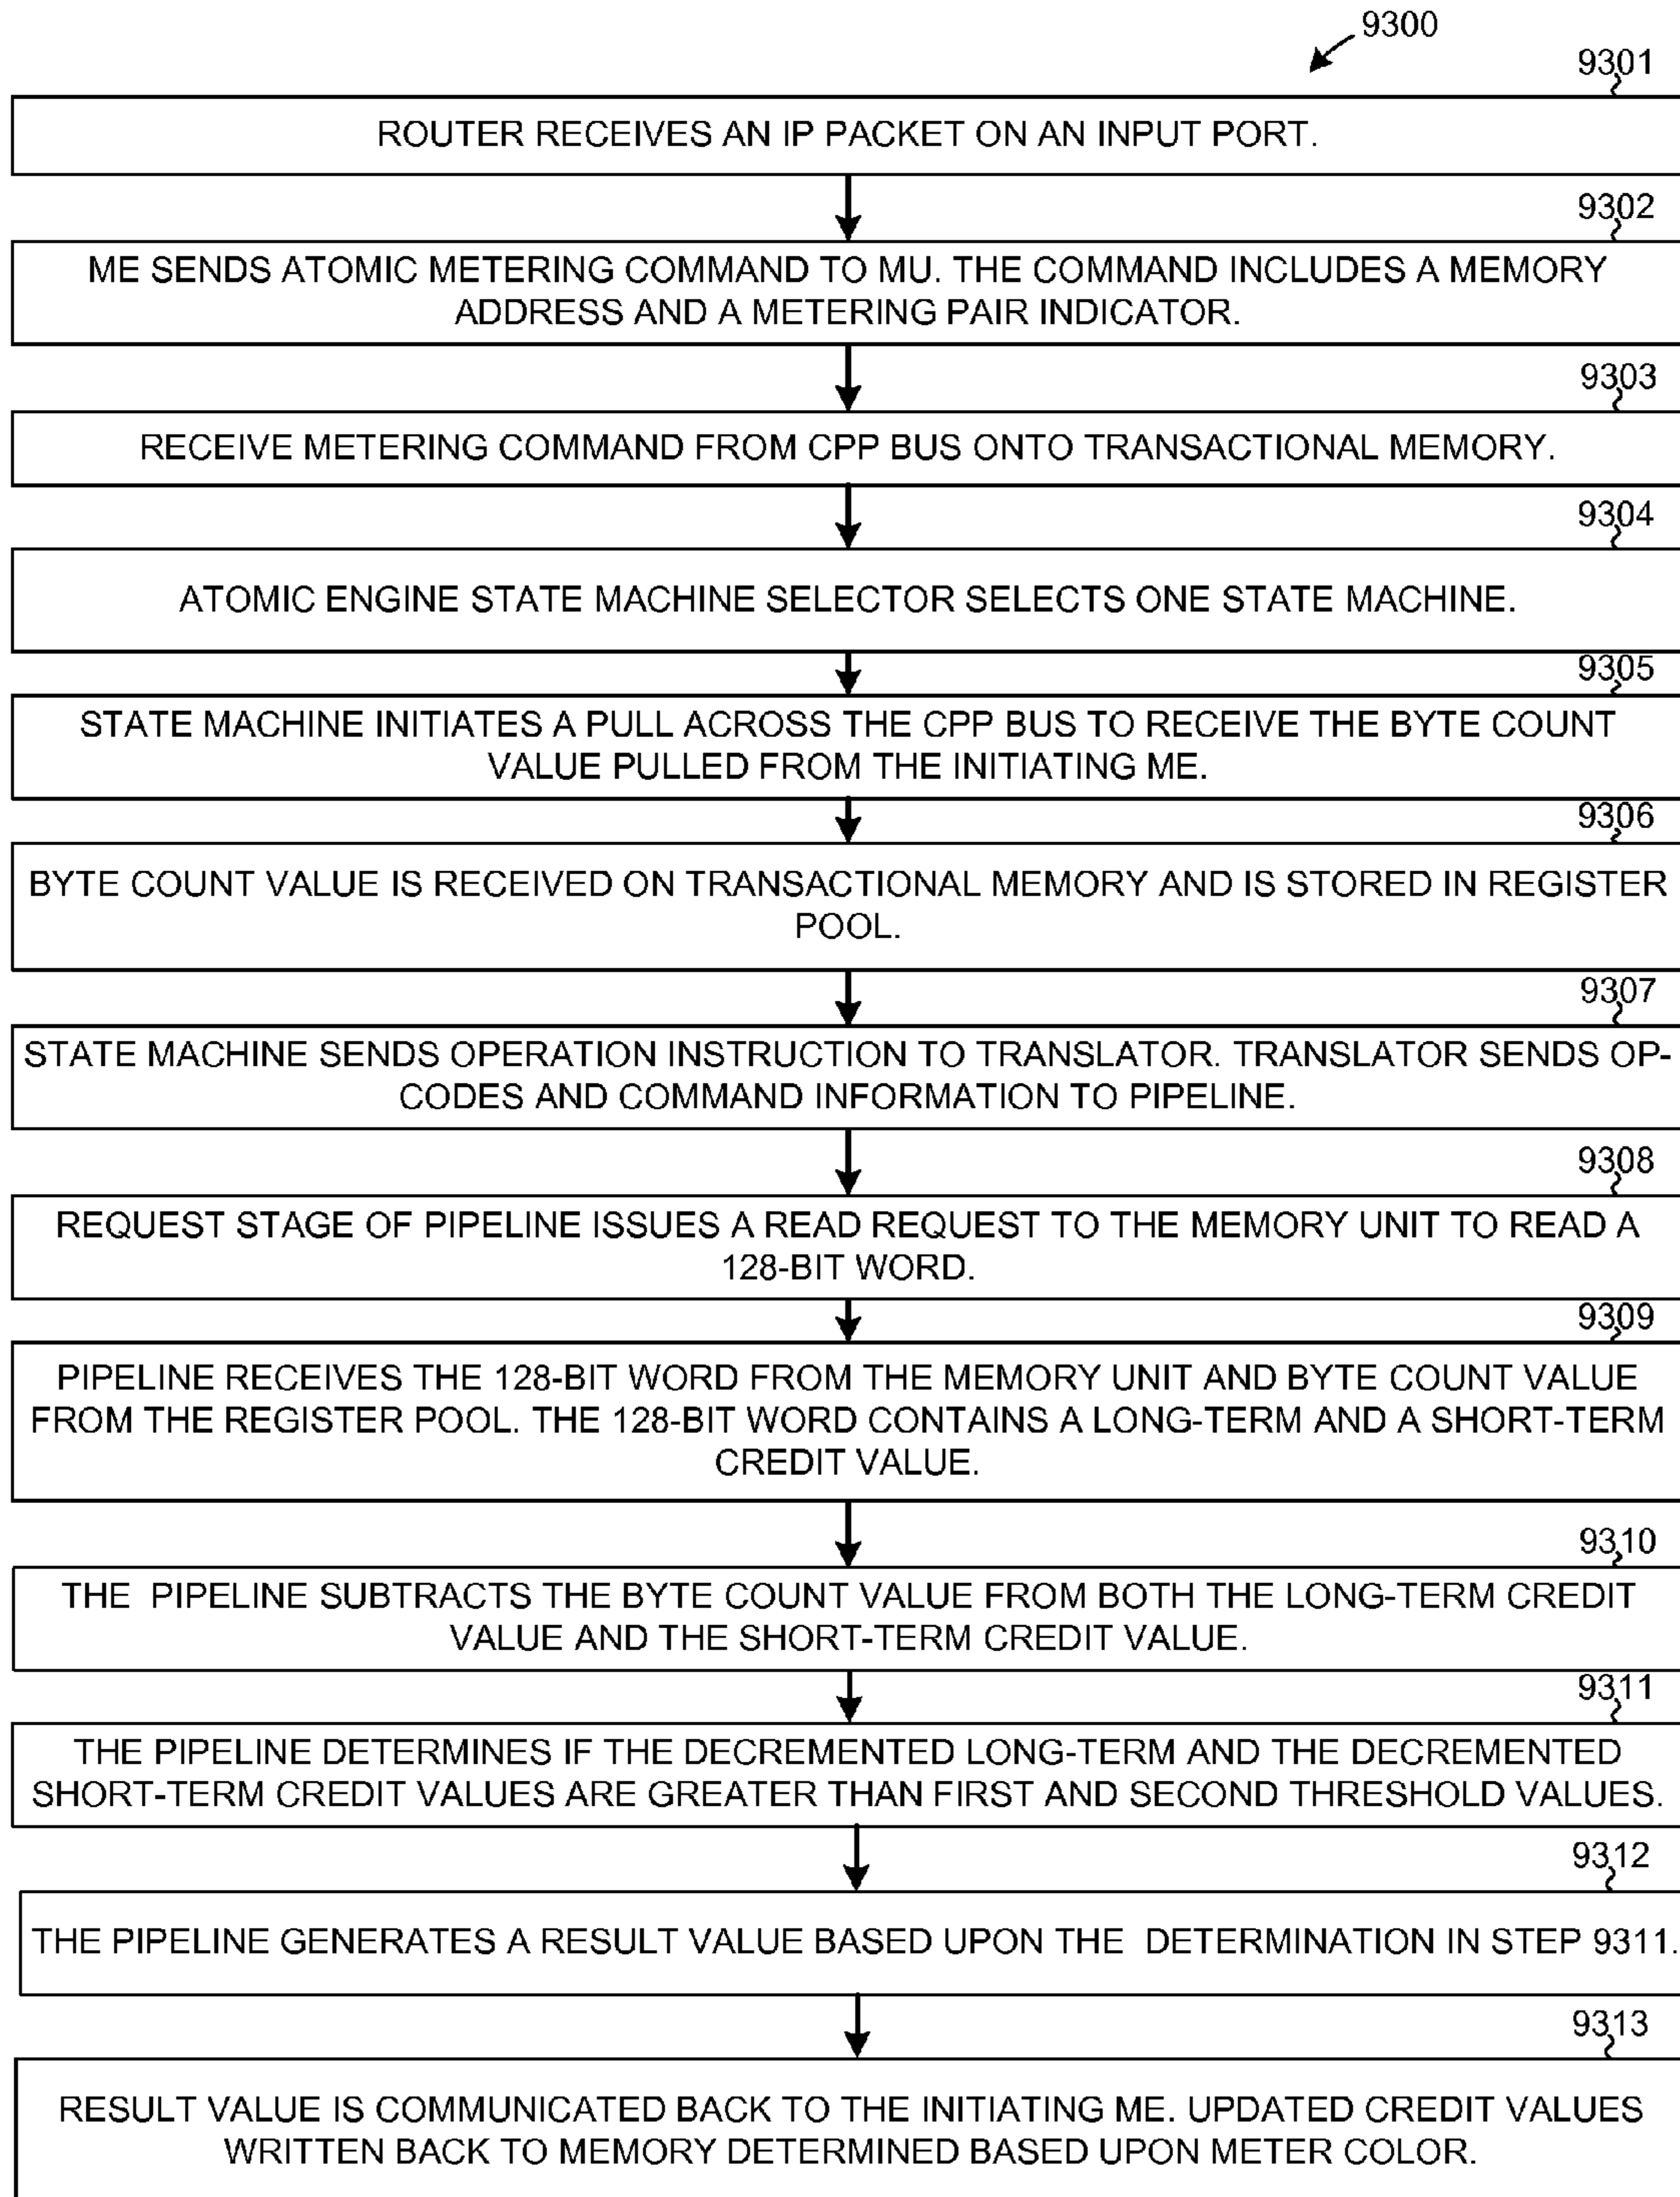 9300
9301
ROUTER RECEIVES AN IP PACKET ON AN INPUT PORT.
9302
ME SENDS ATOMIC METERING COMMAND TO MU. THE COMMAND INCLUDES A MEMORY
ADDRESS AND A METERING PAIR INDICATOR.
9303
RECEIVE METERING COMMAND FROM CPP BUS ONTO TRANSACTIONAL MEMORY.
9304
ATOMIC ENGINE STATE MACHINE SELECTOR SELECTS ONE STATE MACHINE.
9305
STATE MACHINE INITIATES A PULL ACROSS THE CPP BUS TO RECEIVE THE BYTE COUNT
VALUE PULLED FROM THE INITIATING ME.
9306
BYTE COUNT VALUE IS RECEIVED ON TRANSACTIONAL MEMORY AND IS STORED IN REGISTER
POOL.
9307
STATE MACHINE SENDS OPERATION INSTRUCTION TO TRANSLATOR. TRANSLATOR SENDS OP-
CODES AND COMMAND INFORMATION TO PIPELINE.
9308
REQUEST STAGE OF PIPELINE ISSUES A READ REQUEST TO THE MEMORY UNIT TO READ A
128-BIT WORD.
9309
PIPELINE RECEIVES THE 128-BIT WORD FROM THE MEMORY UNIT AND BYTE COUNT VALUE
FROM THE REGISTER POOL. THE 128-BIT WORD CONTAINS A LONG-TERM AND A SHORT-TERM
CREDIT VALUE.
9310
THE PIPELINE SUBTRACTS THE BYTE COUNT VALUE FROM BOTH THE LONG-TERM CREDIT
VALUE AND THE SHORT-TERM CREDIT VALUE.
9311
THE PIPELINE DETERMINES IF THE DECREMENTED LONG-TERM AND THE DECREMENTED
SHORT-TERM CREDIT VALUES ARE GREATER THAN FIRST AND SECOND THRESHOLD VALUES.
9312
THE PIPELINE GENERATES A RESULT VALUE BASED UPON THE DETERMINATION IN STEP 9311.
9313
RESULT VALUE IS COMMUNICATED BACK TO THE INITIATING ME. UPDATED CREDIT VALUES
WRITTEN BACK TO MEMORY DETERMINED BASED UPON METER COLOR.